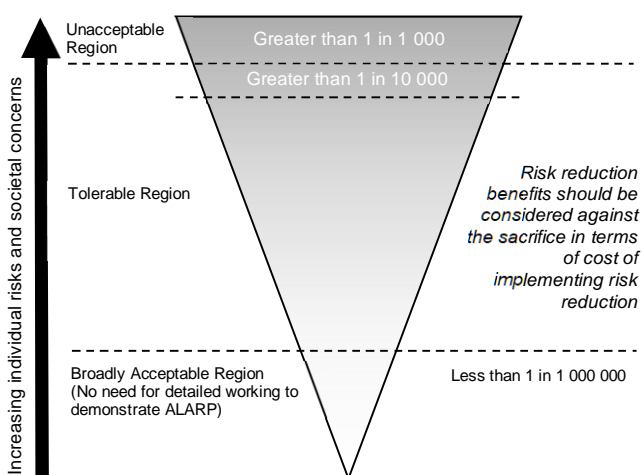 Increasing individual risks and societal concerns
Unacceptable
Region
Greater than 1 in 1 000
Greater than 1 in 10 000
Tolerable Region
Risk reduction
benefits should be
considered against
the sacrifice in terms
of cost of
implementing risk
reduction
Broadly Acceptable Region
(No need for detailed working to
demonstrate ALARP)
Less than 1 in 1 000 000